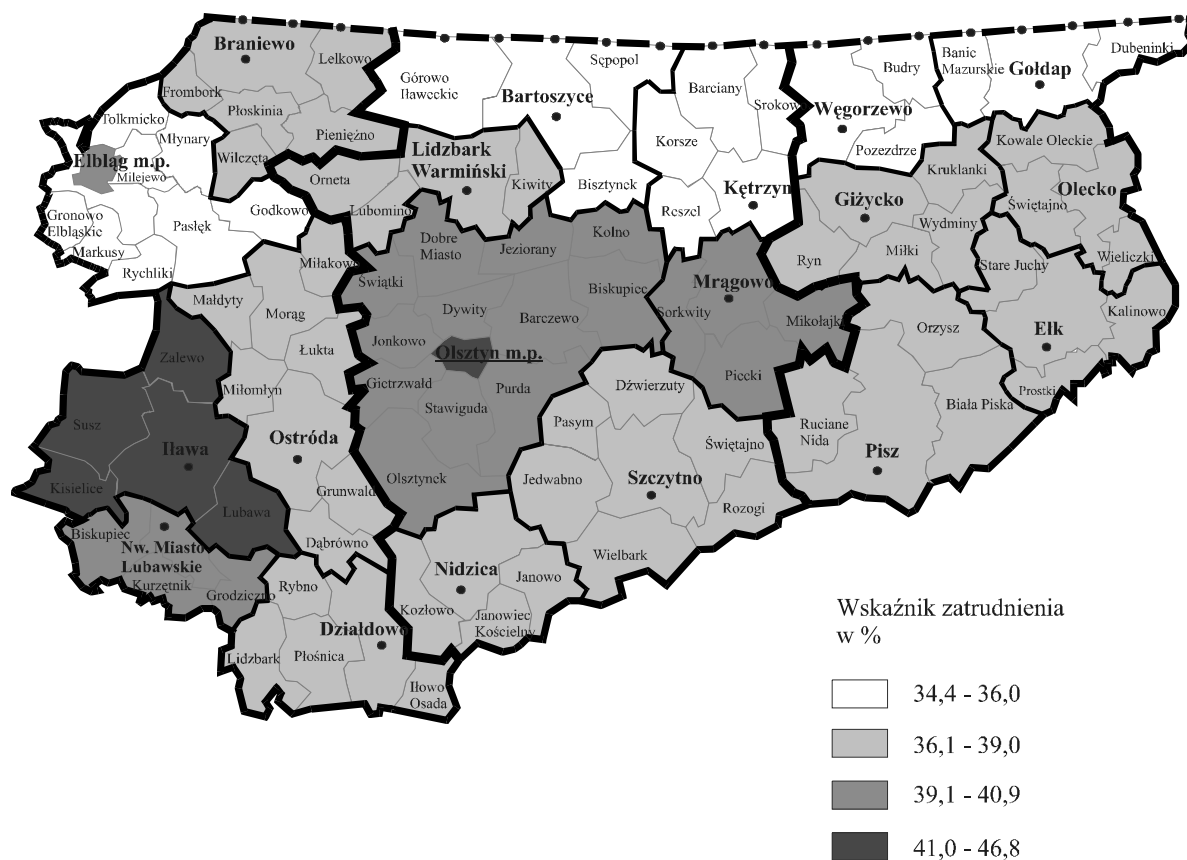 Braniewo
Lelkowo
Frombork
Płoskinia
Pieniężno
Wilczęta
Górowo
Iławeckie
Sępopol
Bartoszyce
Bisztynek
Barciany
Srokowo
Korsze
Reszel
Kętrzyn
Węgorzewo
Budry
Pozezdrze
Banie
Mazurskie
Gołdap
Dubeninki
Tolkmicko
Młynary
Elbląg m.p.
Milejewo
Gronowo
Elbląskie
Markusy
Pasłęk
Rychliki
Godkowo
Lidzbark
Warmiński
Orneta
Lubomino
Kiwity
Kruklanki
Giżycko
Wydminy
Ryn
Miłki
Kowale Oleckie
Olecko
Świętajno
Wieliczki
Stare Juchy
Ełk
Kalinowo
Prostki
Małdyty
Miłakowo
Morąg
Łukta
Miłomłyn
Ostróda
Grunwald
Dąbrówno
Dobre
Miasto
Jeziorany
Kolno
Świątki
Dywity
Biskupiec
Jonkowo
Barczewo
Olsztyn m.p.
Gietrzwałd
Purda
Stawiguda
Olsztynek
Mrągowo
Sorkwity
Mikołajki
Piecki
Orzysz
Ruciane
Nida
Biała Piska
Pisz
Zalewo
Susz
Iława
Kisielice
Lubawa
Biskupiec
Nw. Miasto
Lubawskie
Kurzętnik
Grodziczno
Dźwierzuty
Pasym
Świętajno
Jedwabno
Szczytno
Rozogi
Wielbark
Nidzica
Janowo
Kozłowo
Janowiec
Kościelny
Rybno
Działdowo
Lidzbark
Płośnica
Iłowo
Osada
Wskaźnik zatrudnienia
w %
34,4 - 36,0
36,1 - 39,0
39,1 - 40,9
41,0 - 46,8